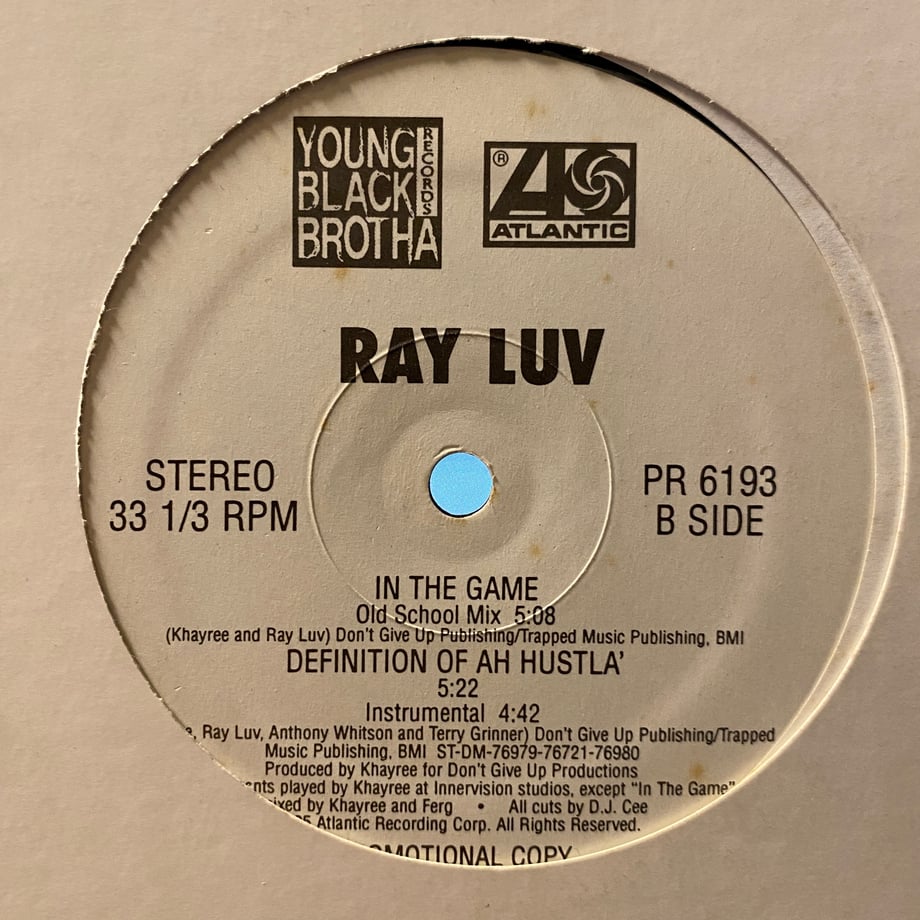 YOUNG
BLACK
BROTHA
RECORDS
®
ATLANTIC
RAY LUV
STEREO
33 1/3 RPM
PR 6193
B SIDE
IN THE GAME
Old School Mix 5:08
(Khayree and Ray Luv) Don't Give Up Publishing/Trapped Music Publishing, BMI
DEFINITION OF AH HUSTLA'
5:22
Instrumental 4:42
Ray Luv, Anthony Whitson and Terry Grinner) Don't Give Up Publishing/Trapped
Music Publishing, BMI ST-DM-76979-76721-76980
Produced by Khayree for Don't Give Up Productions
played by Khayree at Innervision studios, except "In The Game"
by Khayree and Ferg • All cuts by D.J. Cee
Atlantic Recording Corp. All Rights Reserved.
COPY